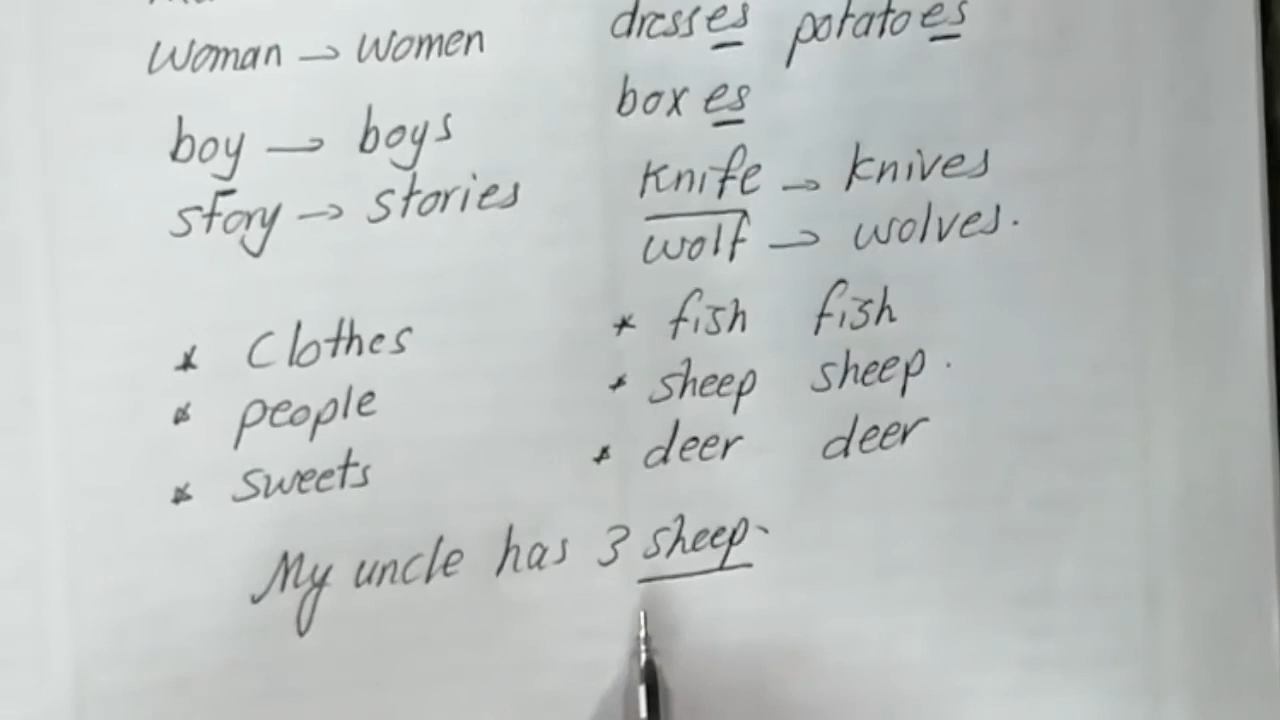 woman → women
boy → boys
story → stories
* Clothes
* people
* sweets
dresses potatoes
boxes
knife → knives
wolf → wolves.
* fish fish
* sheep sheep.
* deer deer
My uncle has 3 sheep.